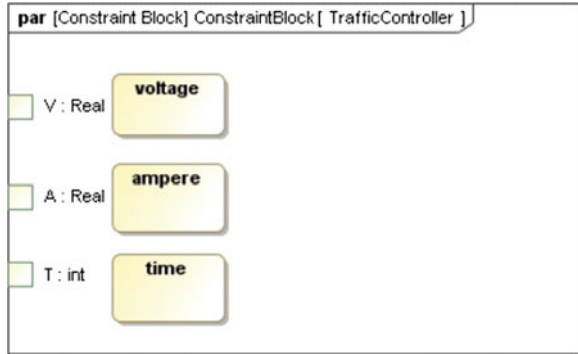 par [Constraint Block] ConstraintBlock [ TrafficController ]
V : Real
voltage
A : Real
ampere
T : int
time